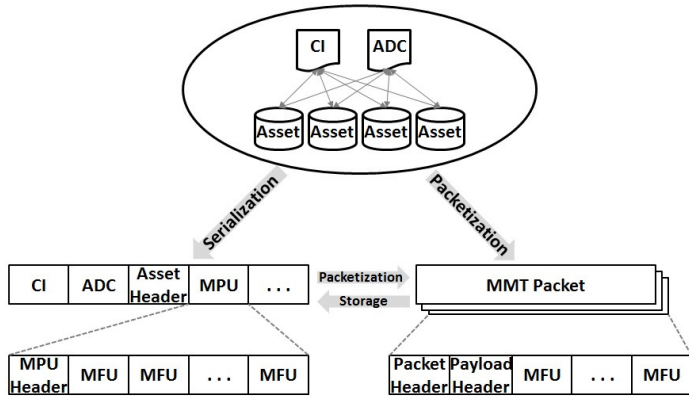 CI ADC
Asset Asset Asset Asset
Serialization
Packetization
CI ADC Asset Header MPU ...
Packetization
Storage
MMT Packet
MPU Header MFU MFU ... MFU
Packet Header Payload Header MFU ... MFU